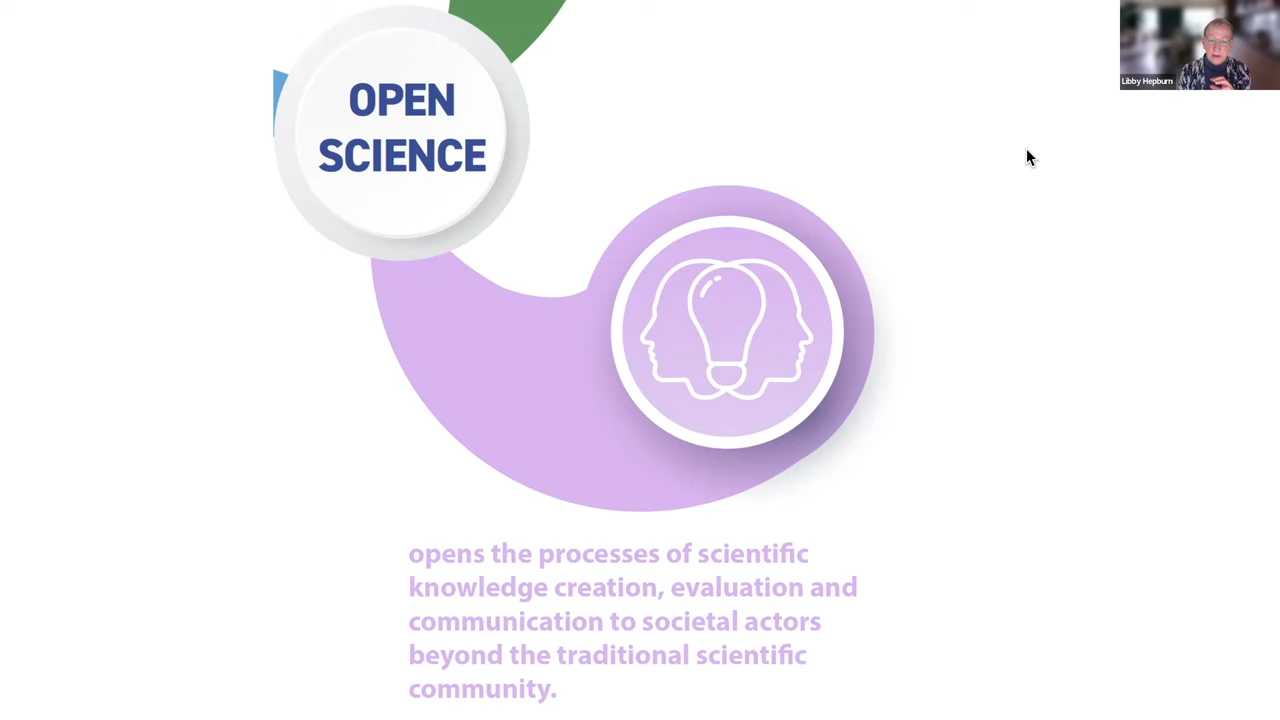 OPEN
SCIENCE
Libby Hepburn
opens the processes of scientific
knowledge creation, evaluation and
communication to societal actors
beyond the traditional scientific
community.